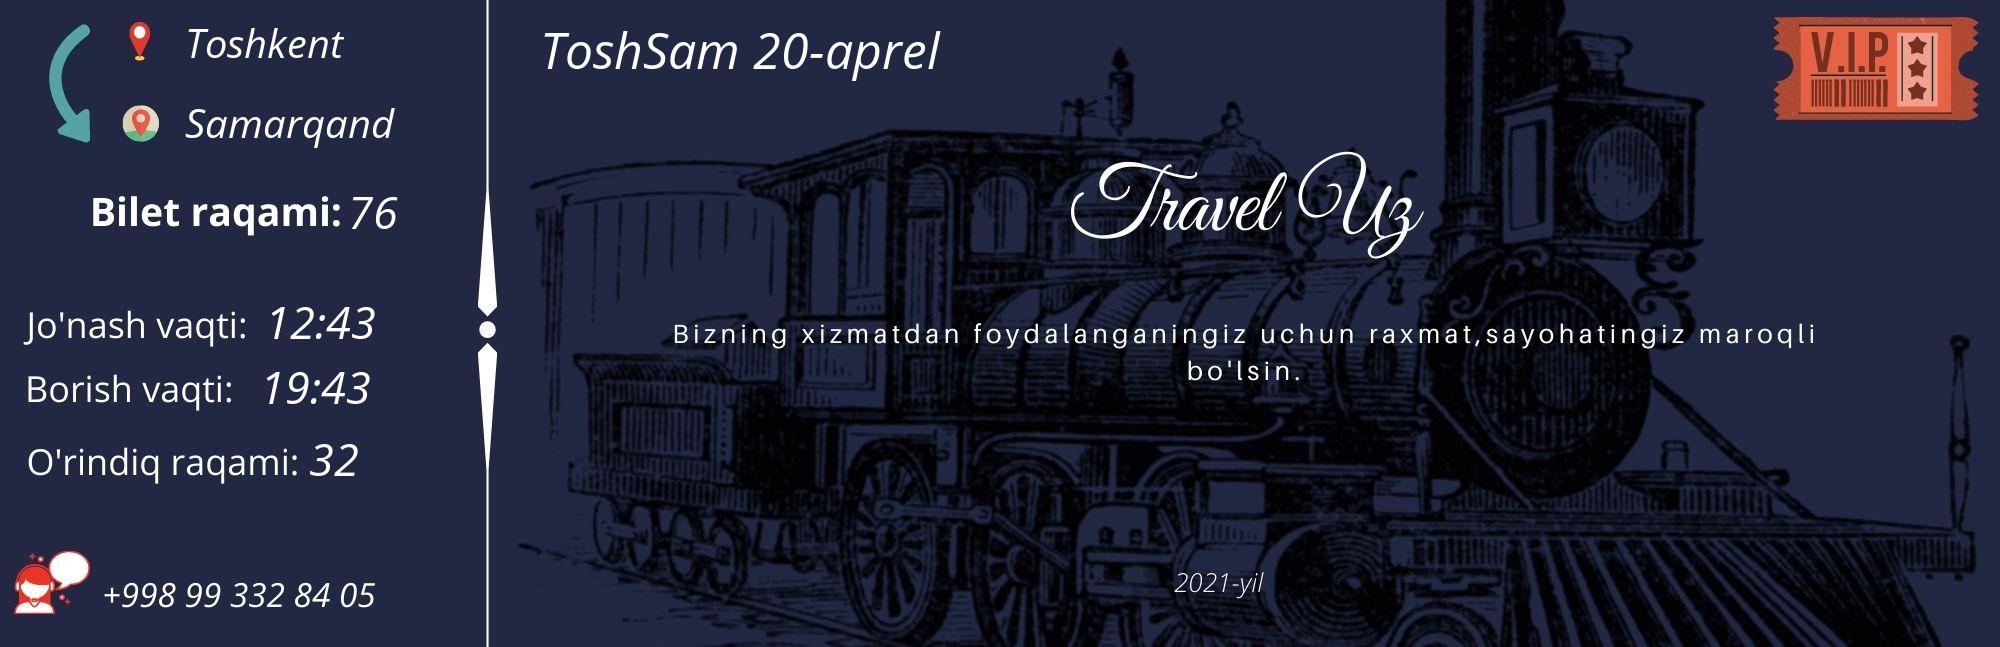 Toshkent
Samarqand
Bilet raqami: 76
Jo'nash vaqti: 12:43
Borish vaqti: 19:43
O'rindiq raqami: 32
+998 99 332 84 05
ToshSam 20-aprel
V.I.P.
Travel Uz
Bizning xizmatdan foydalanganingiz uchun raxmat,sayohatingiz maroqli
bo'lsin.
2021-yil